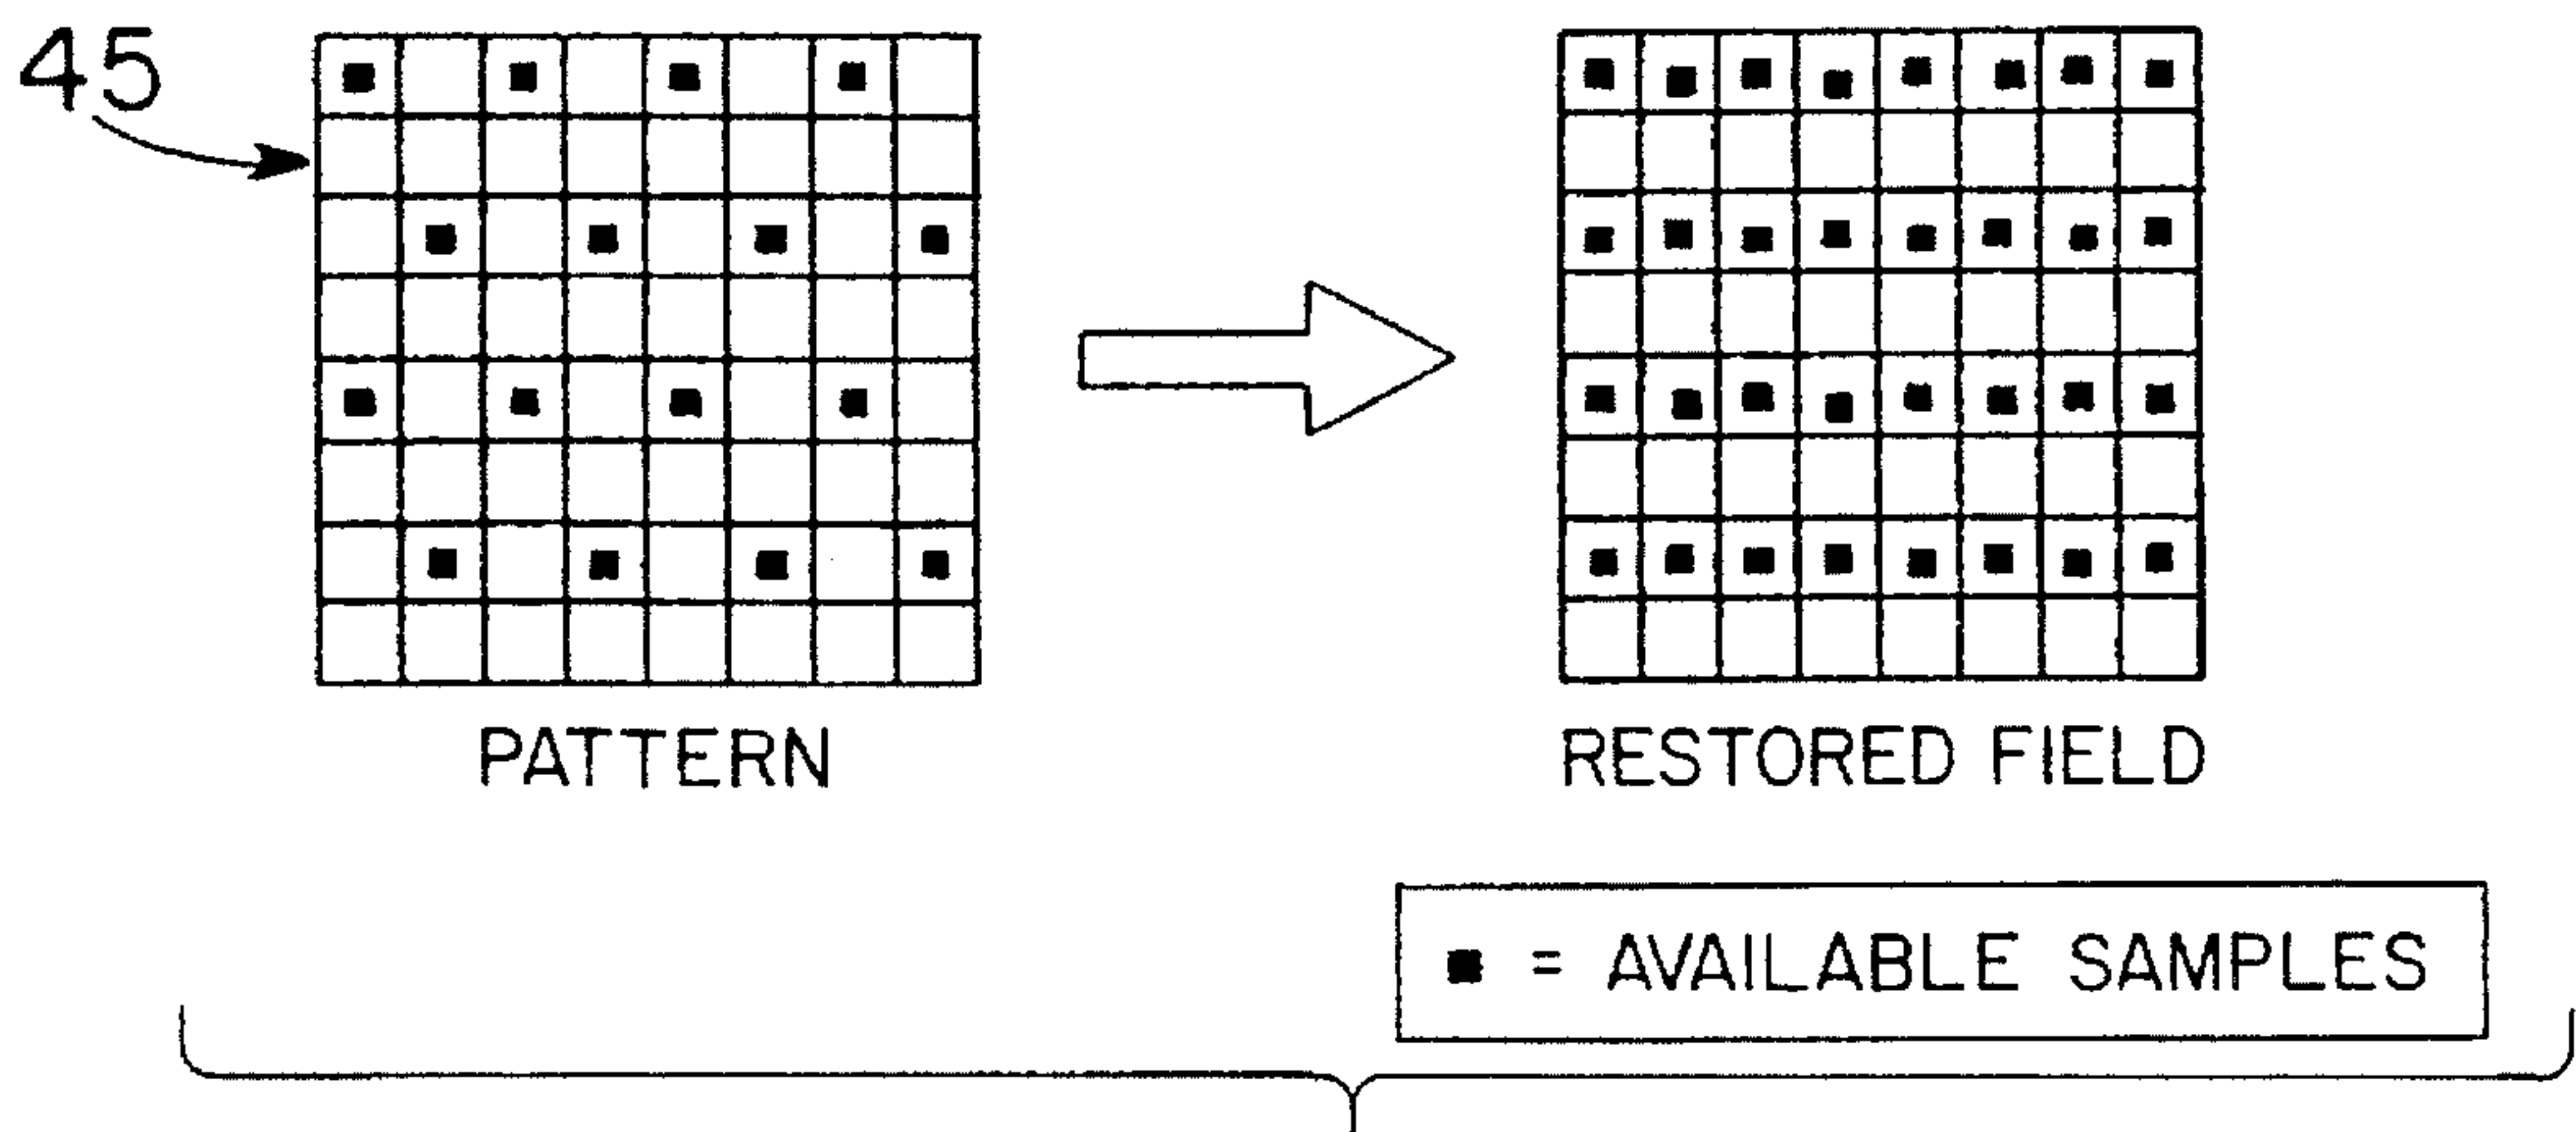 45
PATTERN
RESTORED FIELD
= AVAILABLE SAMPLES